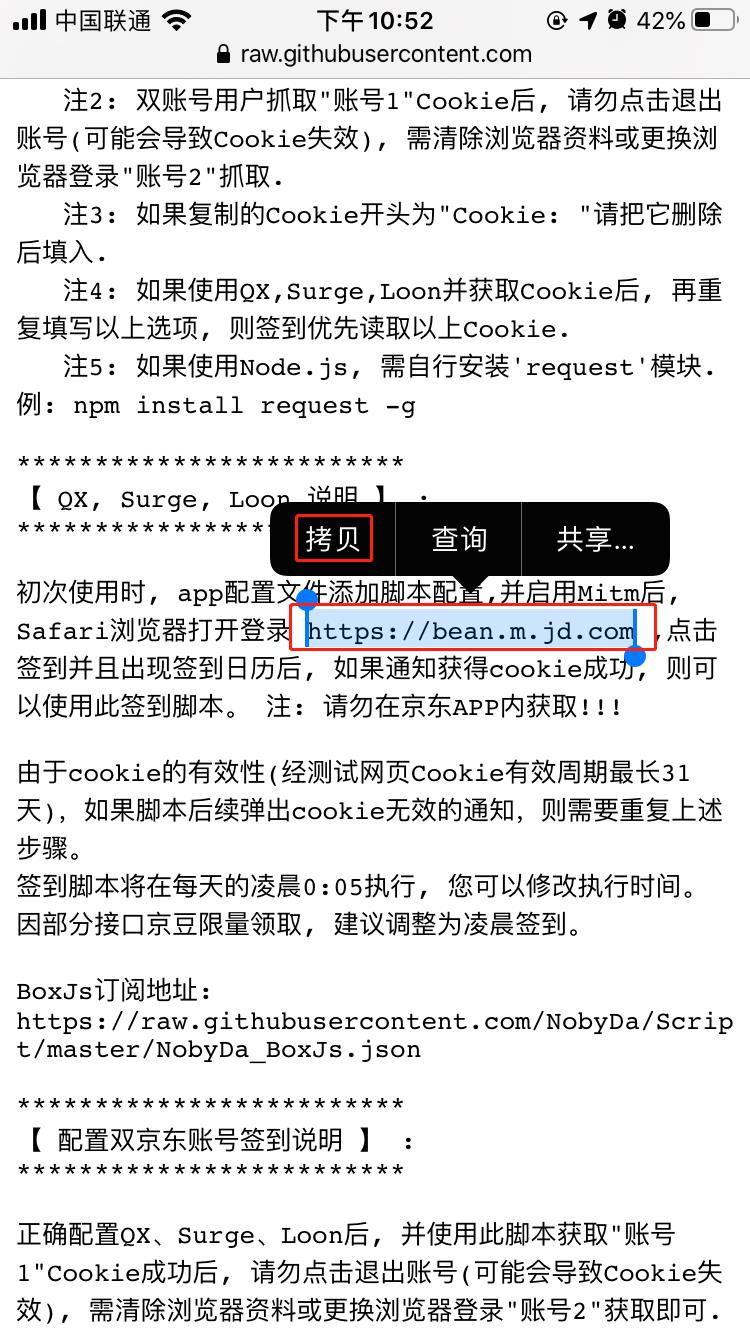 中国联通 下午10:52 42%
raw.githubusercontent.com
注2: 双账号用户抓取"账号1"Cookie后, 请勿点击退出
账号(可能会导致Cookie失效), 需清除浏览器资料或更换浏
览器登录"账号2"抓取.
注3: 如果复制的Cookie开头为"Cookie: "请把它删除
后填入.
注4: 如果使用QX,Surge,Loon并获取Cookie后, 再重
复填写以上选项, 则签到优先读取以上Cookie.
注5: 如果使用Node.js, 需自行安装'request'模块.
例: npm install request -g
*************************
【 QX, Surge, Loon 说明 】 :
拷贝 查询 共享...
****************
初次使用时, app配置文件添加脚本配置,并启用Mitm后,
Safari浏览器打开登录 https://bean.m.jd.com ,点击
签到并且出现签到日历后, 如果通知获得cookie成功, 则可
以使用此签到脚本。 注: 请勿在京东APP内获取!!!
由于cookie的有效性(经测试网页Cookie有效周期最长31
天), 如果脚本后续弹出cookie无效的通知, 则需要重复上述
步骤。
签到脚本将在每天的凌晨0:05执行, 您可以修改执行时间。
因部分接口京豆限量领取, 建议调整为凌晨签到。
BoxJs订阅地址:
https://raw.githubusercontent.com/NobyDa/Scrip
t/master/NobyDa_BoxJs.json
*************************
【 配置双京东账号签到说明 】 :
*************************
正确配置QX、Surge、Loon后, 并使用此脚本获取"账号
1"Cookie成功后, 请勿点击退出账号(可能会导致Cookie失
效), 需清除浏览器资料或更换浏览器登录"账号2"获取即可.